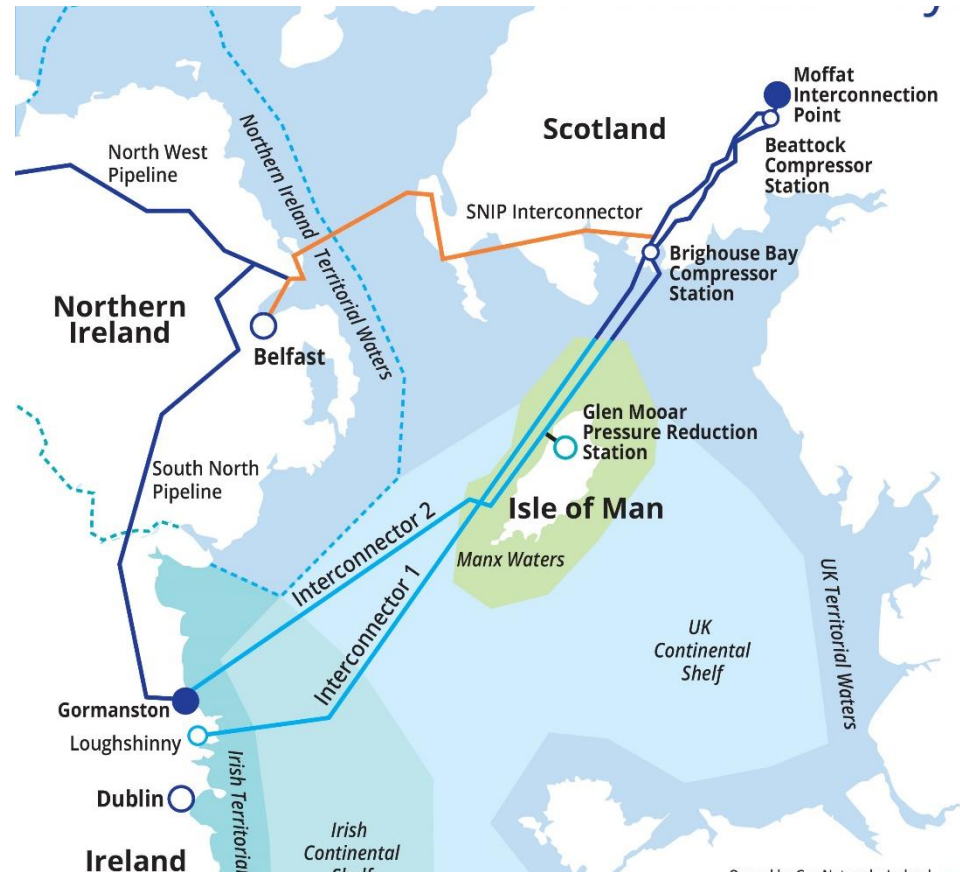 y
Moffat
Interconnection
Point
Scotland
Beattock
Compressor
Station
North West
Pipeline
Northern Ireland Territorial Waters
SNIP Interconnector
Brighouse Bay
Compressor
Station
Northern
Ireland
Belfast
Glen Mooar
Pressure Reduction
Station
South North
Pipeline
Isle of Man
Interconnector 2
Manx Waters
Interconnector 1
UK Territorial Waters
UK
Continental
Shelf
Gormanston
Loughshinny
Irish Territorial
Dublin
Irish
Continental
Shelf
Ireland